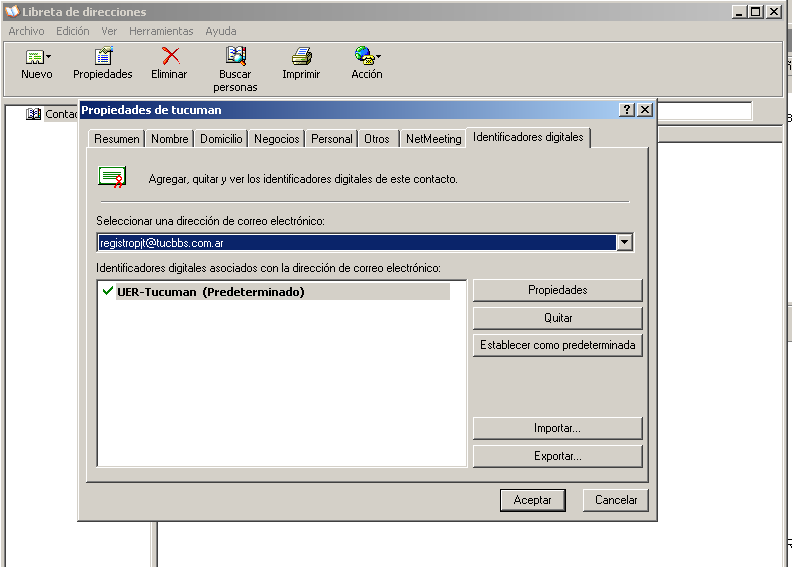 Libreta de direcciones
Archivo Edición Ver Herramientas Ayuda
Nuevo Propiedades Eliminar Buscar personas Imprimir Acción
Propiedades de tucuman
Resumen Nombre Domicilio Negocios Personal Otros NetMeeting Identificadores digitales
Agregar, quitar y ver los identificadores digitales de este contacto.
Seleccionar una dirección de correo electrónico:
registropjt@tucbbs.com.ar
Identificadores digitales asociados con la dirección de correo electrónico:
UER-Tucuman (Predeterminado)
Propiedades
Quitar
Establecer como predeterminada
Importar...
Exportar...
Aceptar Cancelar